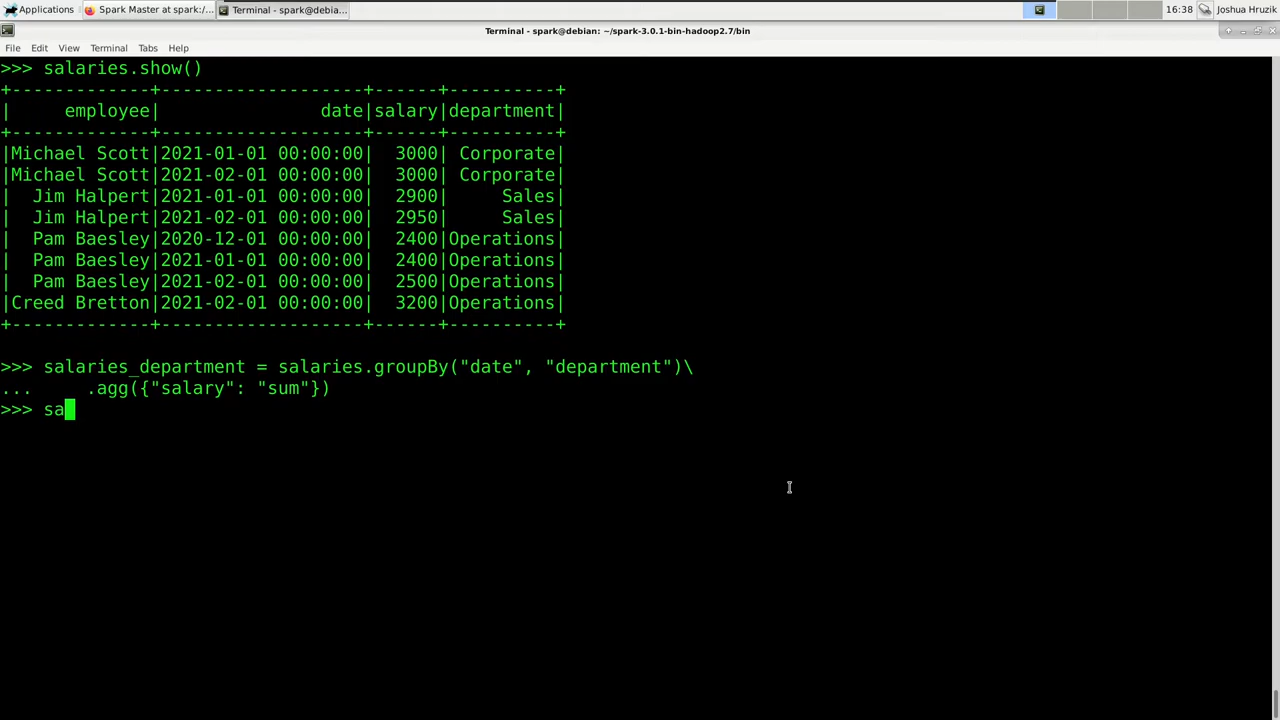 Applications Spark Master at spark:/... Terminal - spark@debia... 16:38 Joshua Hruzik
Terminal - spark@debian: ~/spark-3.0.1-bin-hadoop2.7/bin
File Edit View Terminal Tabs Help
>>> salaries.show()
+-------------+-------------------+------+----------+
|     employee|               date|salary|department|
+-------------+-------------------+------+----------+
|Michael Scott|2021-01-01 00:00:00|  3000| Corporate|
|Michael Scott|2021-02-01 00:00:00|  3000| Corporate|
|  Jim Halpert|2021-01-01 00:00:00|  2900|     Sales|
|  Jim Halpert|2021-02-01 00:00:00|  2950|     Sales|
|  Pam Baesley|2020-12-01 00:00:00|  2400|Operations|
|  Pam Baesley|2021-01-01 00:00:00|  2400|Operations|
|  Pam Baesley|2021-02-01 00:00:00|  2500|Operations|
|Creed Bretton|2021-02-01 00:00:00|  3200|Operations|
+-------------+-------------------+------+----------+
>>> salaries_department = salaries.groupBy("date", "department")\
...     .agg({"salary": "sum"})
>>> sa